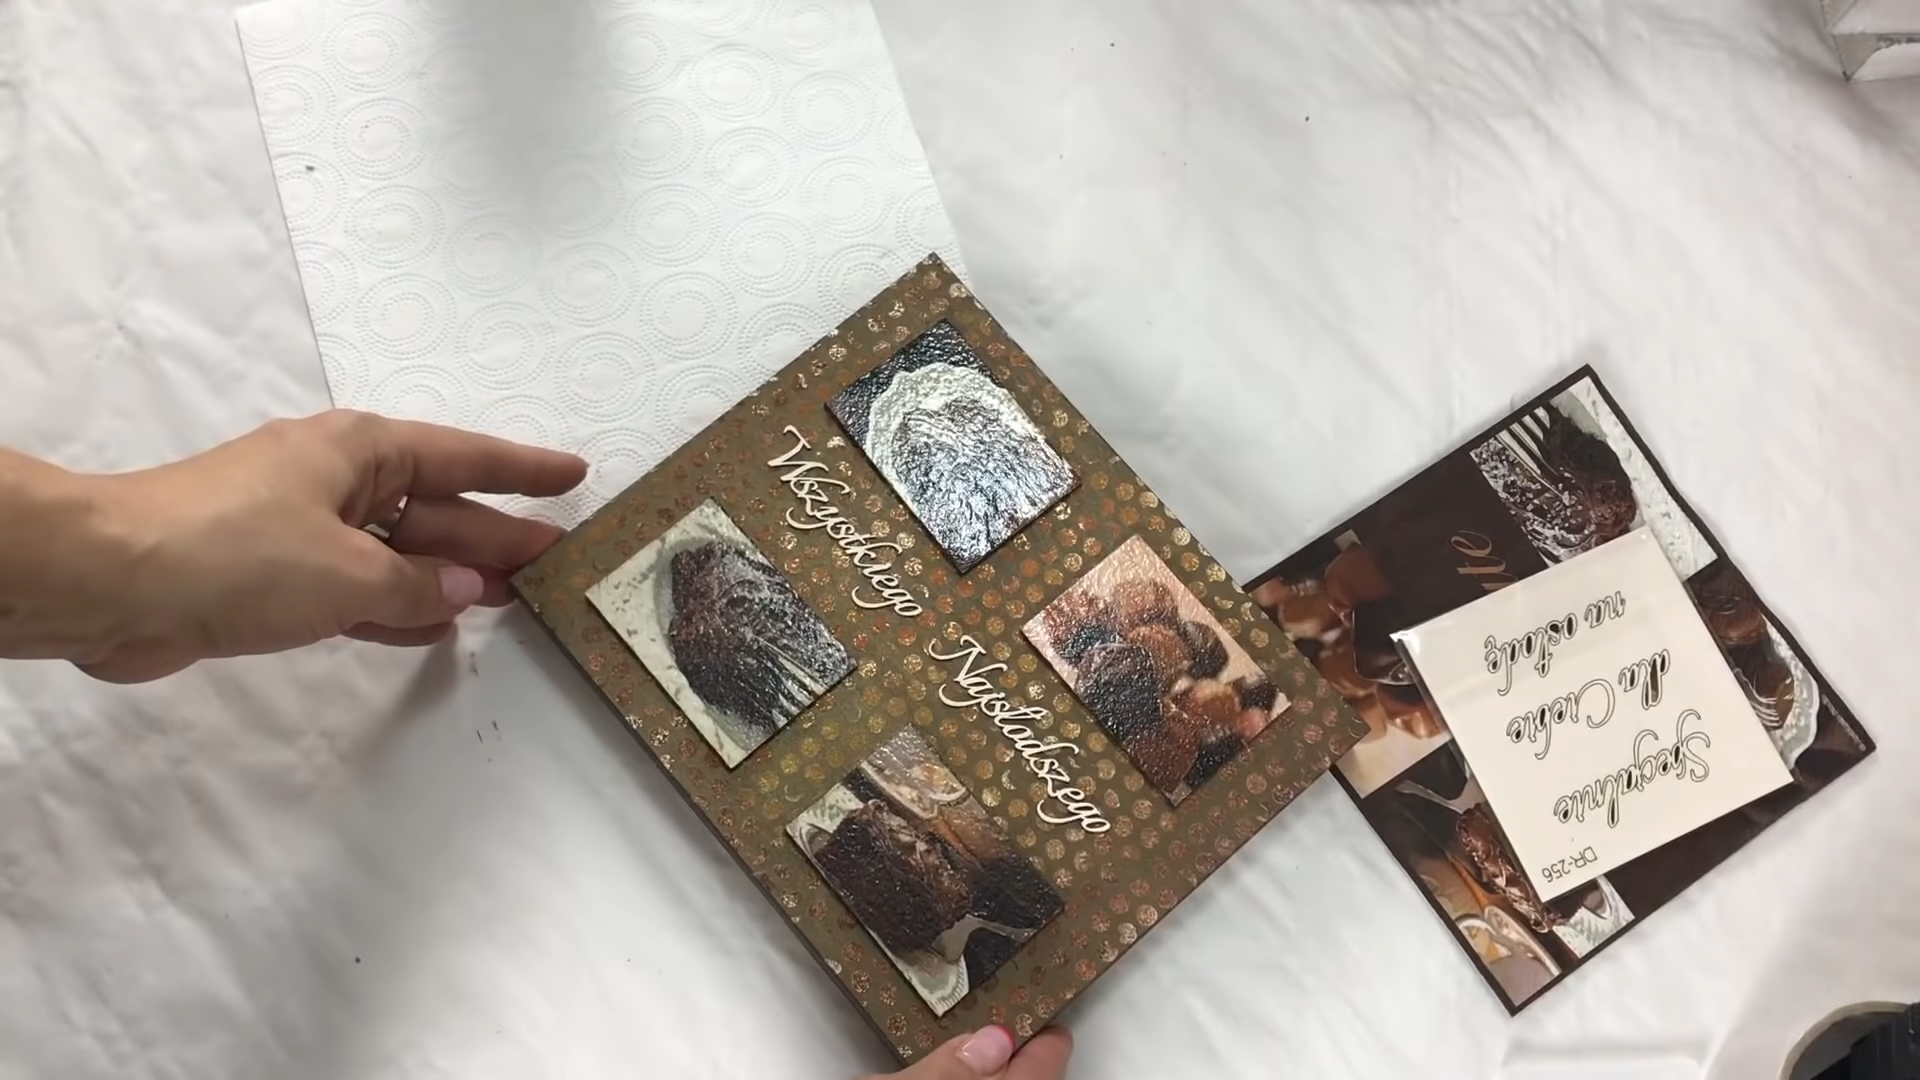 Wszystkiego
Najsłodszego
DR-256
Specjalnie
dla Ciebie
na osłodę